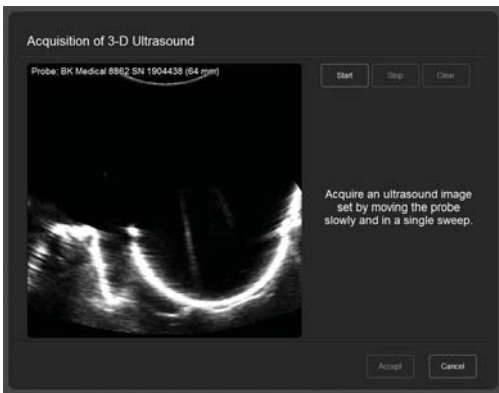 Acquisition of 3-D Ultrasound
Probe: BK Medical 8862 SN 1904438 (64 mm)
Start
Stop
Clear
Acquire an ultrasound image
set by moving the probe
slowly and in a single sweep.
Accept
Cancel